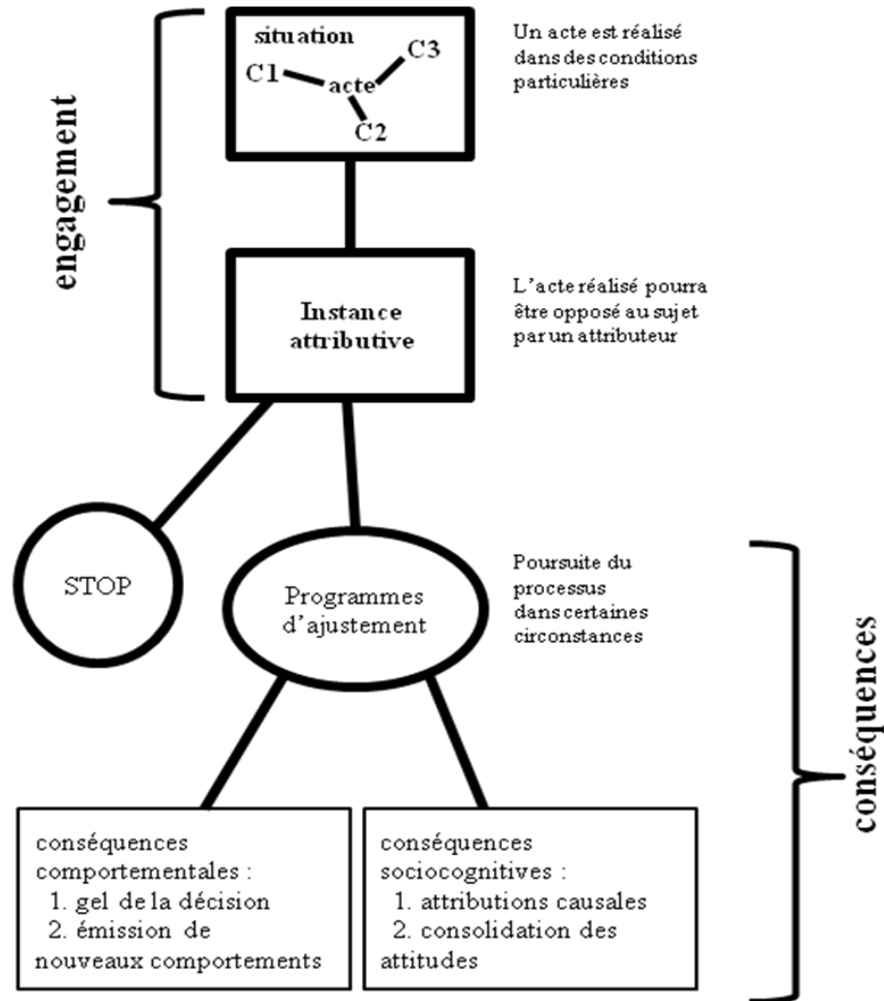 situation
C1
C3
acte
C2
Un acte est réalisé
dans des conditions
particulières
engagement
Instance
attributive
L'acte réalisé pourra
être opposé au sujet
par un attributeur
STOP
Programmes
d'ajustement
Poursuite du
processus
dans certaines
circonstances
conséquences
conséquences
comportementales :
1. gel de la décision
2. émission de
nouveaux comportements
conséquences
sociocognitives :
1. attributions causales
2. consolidation des
attitudes